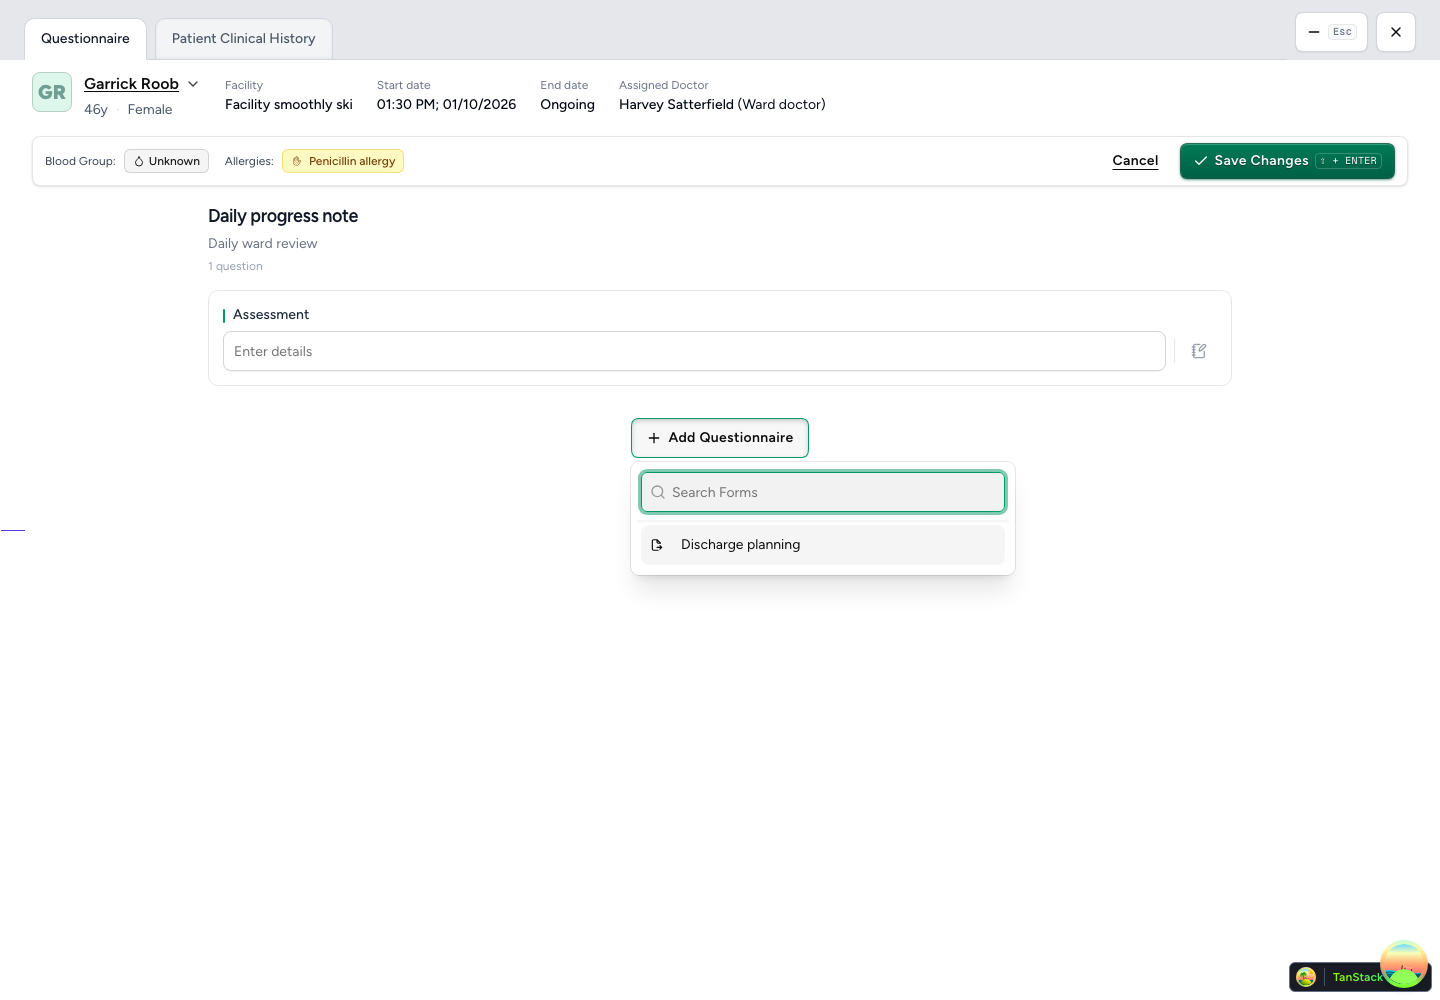 Questionnaire
Patient Clinical History
Esc
GR
Garrick Roob
46y · Female
Facility
Facility smoothly ski
Start date
01:30 PM; 01/10/2026
End date
Ongoing
Assigned Doctor
Harvey Satterfield (Ward doctor)
Blood Group:
Unknown
Allergies:
Penicillin allergy
Cancel
Save Changes
⇧ + ENTER
Daily progress note
Daily ward review
1 question
Assessment
Enter details
Add Questionnaire
Search Forms
Discharge planning
TanStack